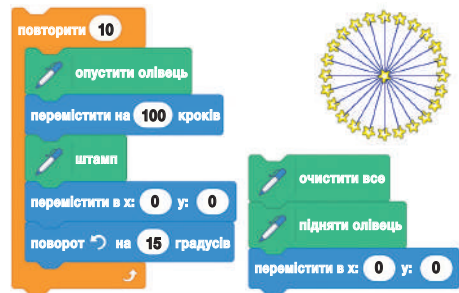 повторити 10
опустити олівець
перемістити на 100 кроків
штамп
перемістити в x: 0 y: 0
поворот на 15 градусів
очистити все
підняти олівець
перемістити в x: 0 y: 0